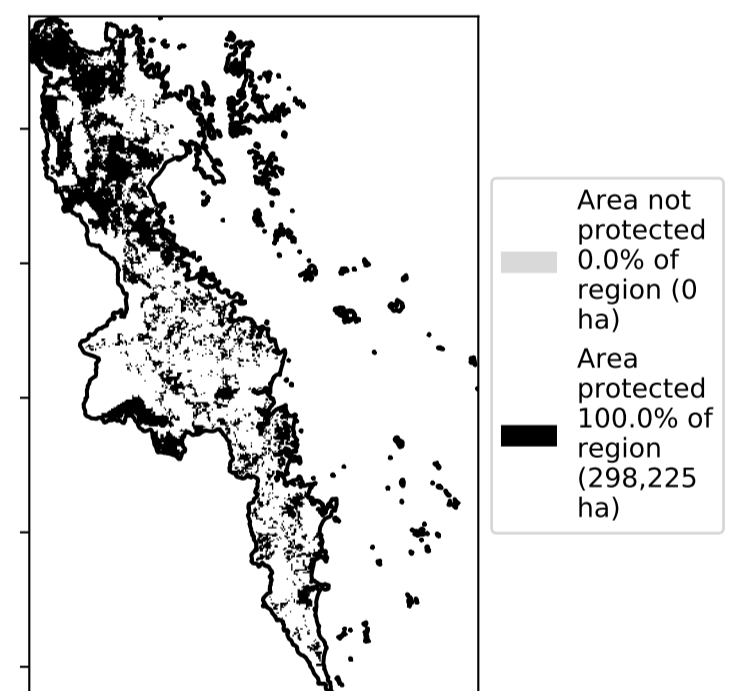 Area not
protected
0.0% of
region (0
ha)
Area
protected
100.0% of
region
(298,225
ha)